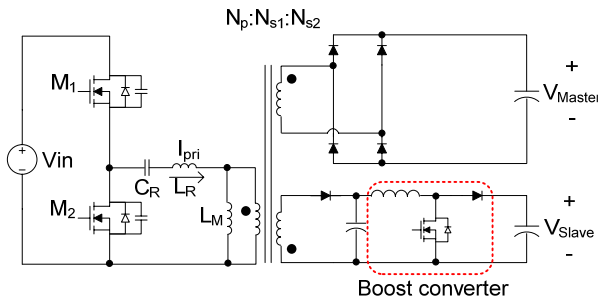 Np:Ns1:Ns2
M1
Vin
CR
Ipri
LR
LM
M2
+
VMaster
-
+
VSlave
-
Boost converter